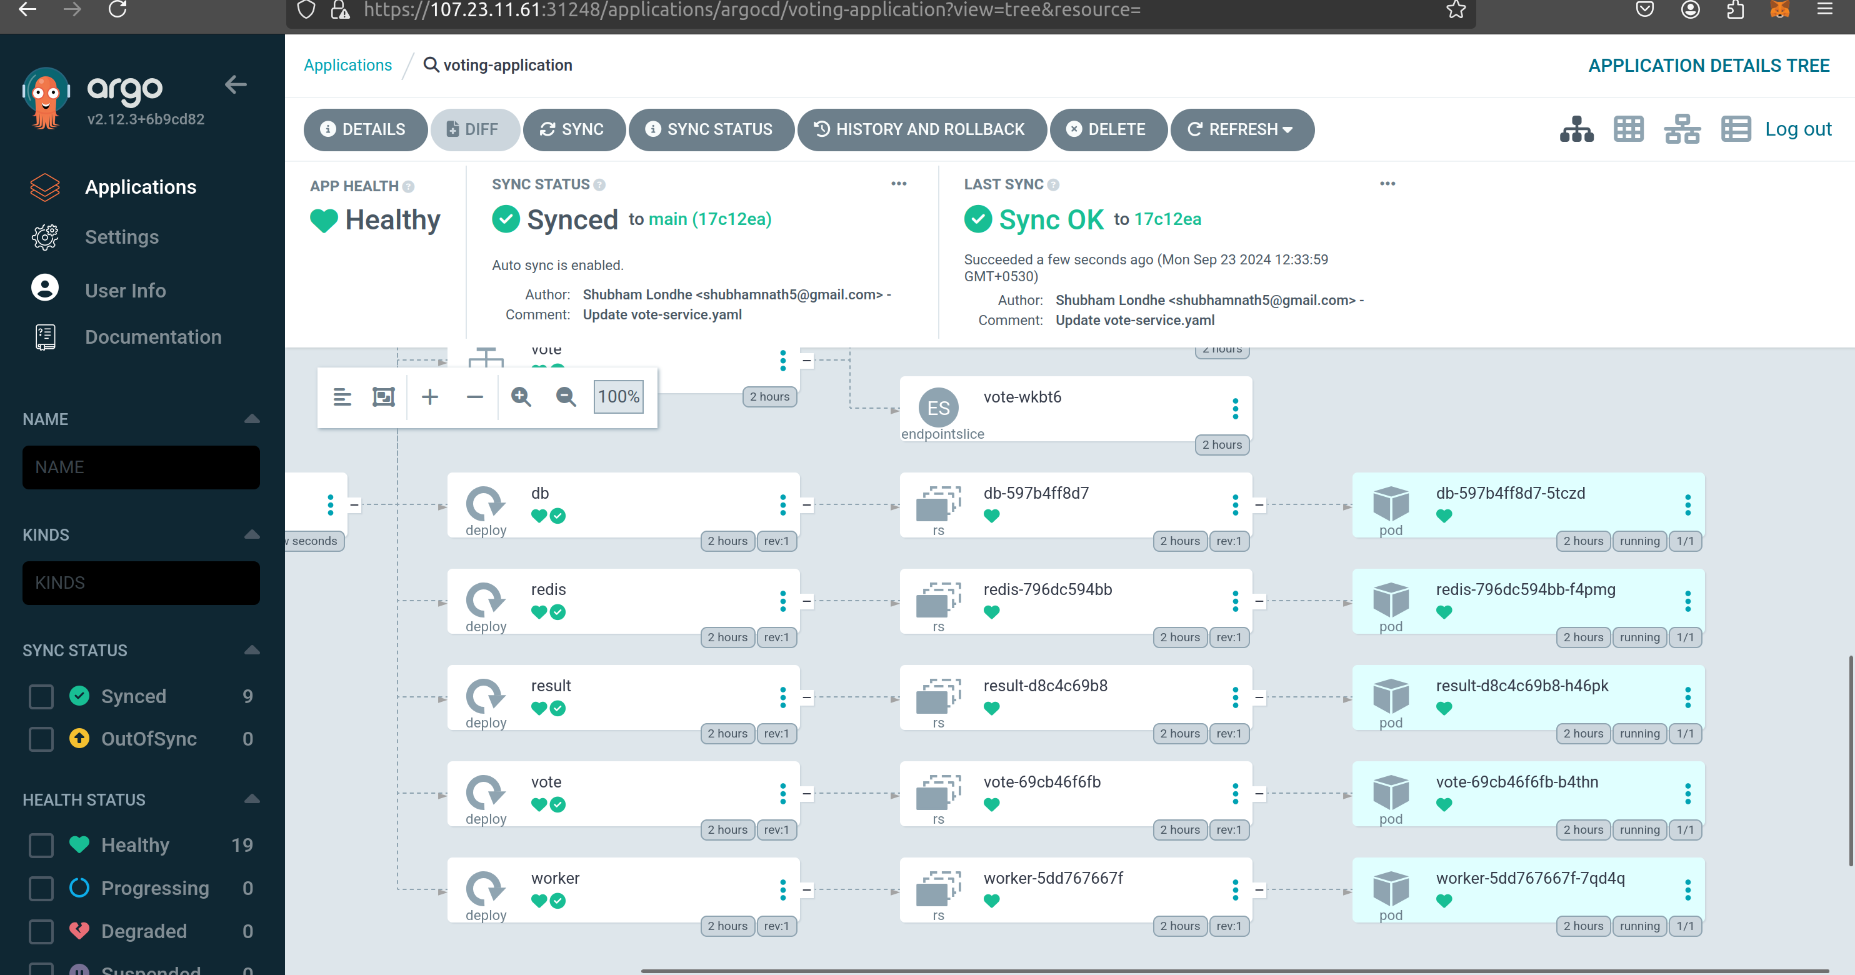 https://107.23.11.61:31248/applications/argocd/voting-application?view=tree&resource=
argo
v2.12.3+6b9cd82
Applications
Settings
User Info
Documentation
NAME
NAME
KINDS
KINDS
SYNC STATUS
Synced 9
OutOfSync 0
HEALTH STATUS
Healthy 19
Progressing 0
Degraded 0
Suspended 0
Applications / voting-application
APPLICATION DETAILS TREE
DETAILS DIFF SYNC SYNC STATUS HISTORY AND ROLLBACK DELETE REFRESH
Log out
APP HEALTH
Healthy
SYNC STATUS
Synced to main (17c12ea)
Auto sync is enabled.
Author: Shubham Londhe <shubhamnath5@gmail.com> -
Comment: Update vote-service.yaml
LAST SYNC
Sync OK to 17c12ea
Succeeded a few seconds ago (Mon Sep 23 2024 12:33:59
GMT+0530)
Author: Shubham Londhe <shubhamnath5@gmail.com> -
Comment: Update vote-service.yaml
vote
2 hours
2 hours
100%
ES
endpointslice
vote-wkbt6
2 hours
seconds
db
deploy
2 hours rev:1
db-597b4ff8d7
rs
2 hours rev:1
db-597b4ff8d7-5tczd
pod
2 hours running 1/1
redis
deploy
2 hours rev:1
redis-796dc594bb
rs
2 hours rev:1
redis-796dc594bb-f4pmg
pod
2 hours running 1/1
result
deploy
2 hours rev:1
result-d8c4c69b8
rs
2 hours rev:1
result-d8c4c69b8-h46pk
pod
2 hours running 1/1
vote
deploy
2 hours rev:1
vote-69cb46f6fb
rs
2 hours rev:1
vote-69cb46f6fb-b4thn
pod
2 hours running 1/1
worker
deploy
2 hours rev:1
worker-5dd767667f
rs
2 hours rev:1
worker-5dd767667f-7qd4q
pod
2 hours running 1/1